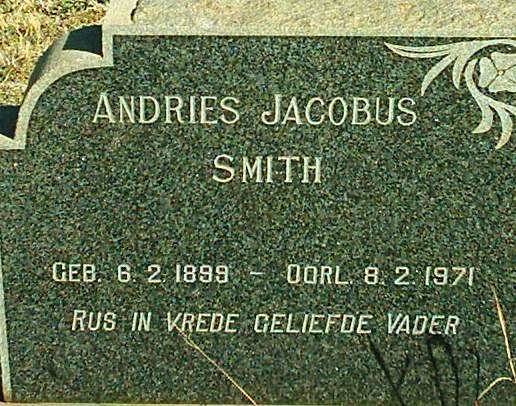 ANDRIES JACOBUS
SMITH
GEB. 6.2.1899 - OORL. 8.2.1971
RUS IN VREDE GELIEFDE VADER